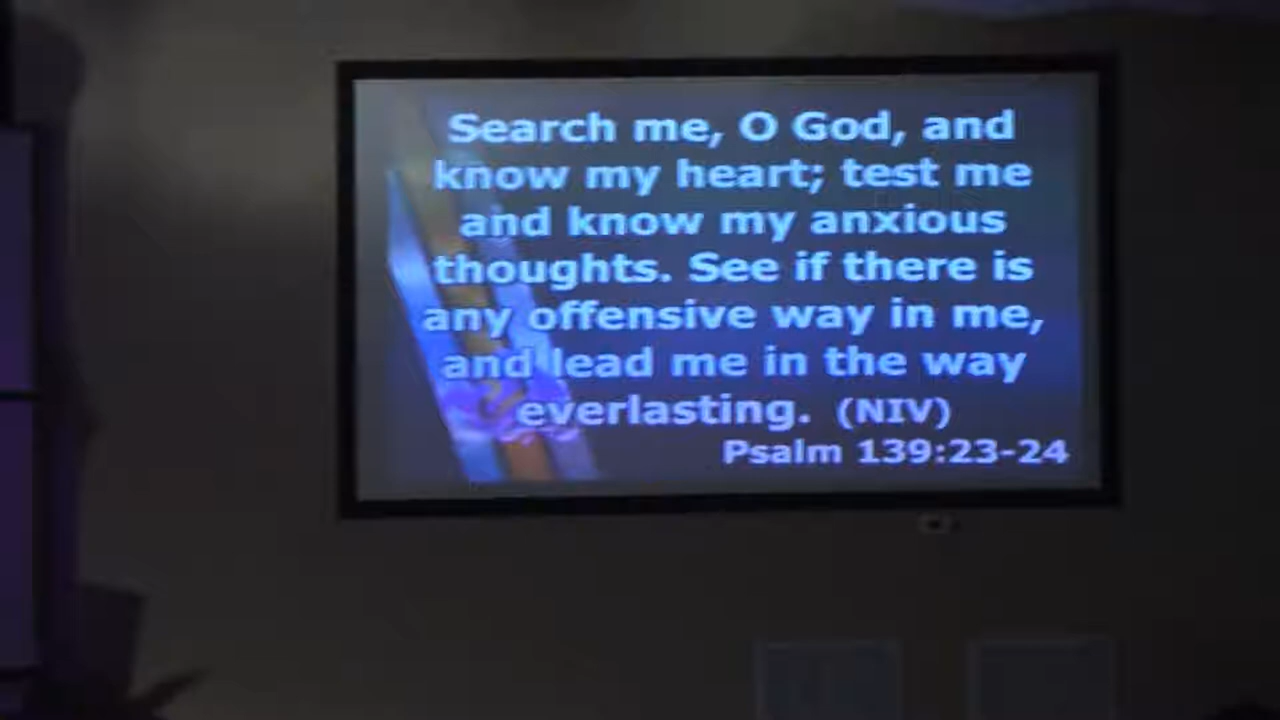 Search me, O God, and
know my heart; test me
and know my anxious
thoughts. See if there is
any offensive way in me,
and lead me in the way
everlasting. (NIV)
Psalm 139:23-24